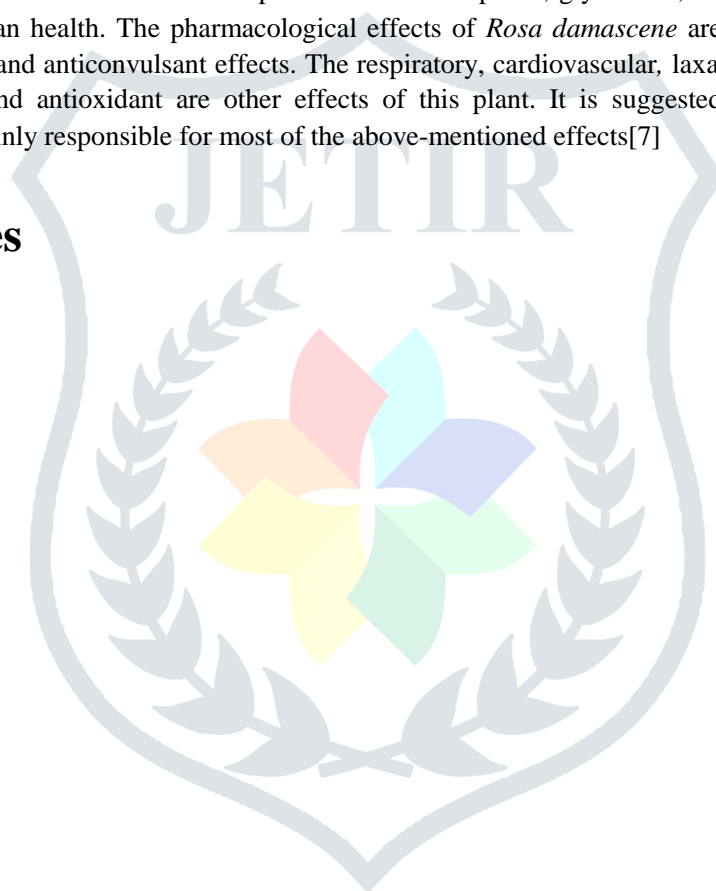 an health. The pharmacological effects of Rosa damascene are
and anticonvulsant effects. The respiratory, cardiovascular, laxa
nd antioxidant are other effects of this plant. It is suggested
inly responsible for most of the above-mentioned effects[7]
JETIR
es